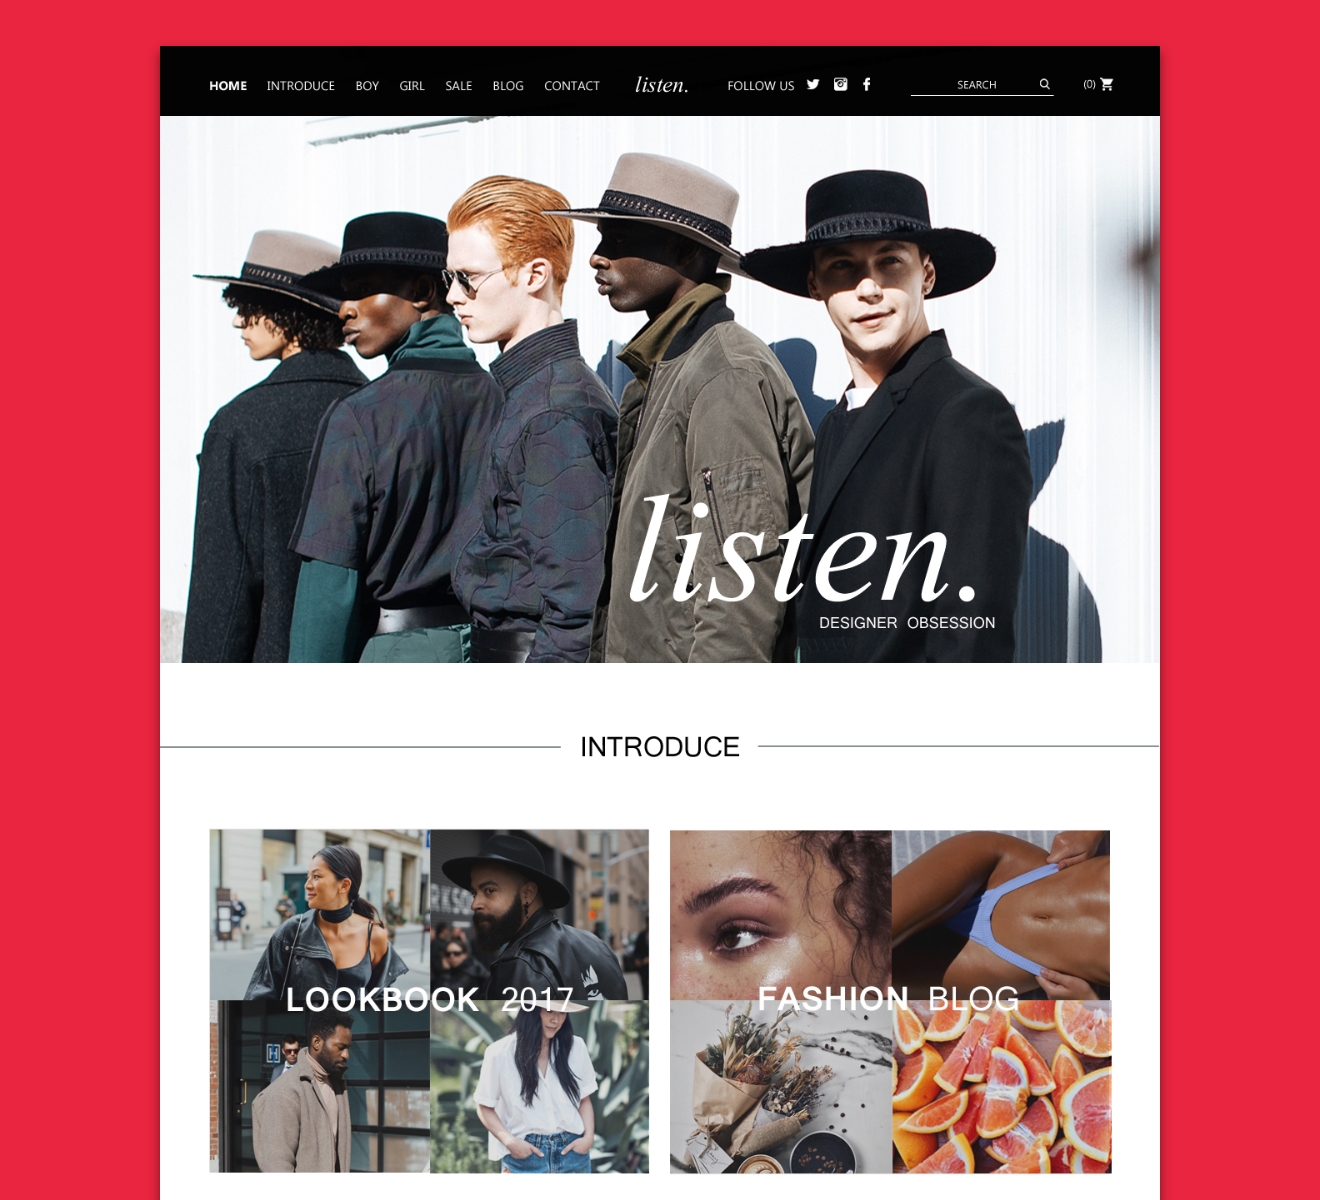 HOME INTRODUCE BOY GIRL SALE BLOG CONTACT listen. FOLLOW US SEARCH (0)
listen.
DESIGNER OBSESSION
INTRODUCE
LOOKBOOK 2017
FASHION BLOG
H